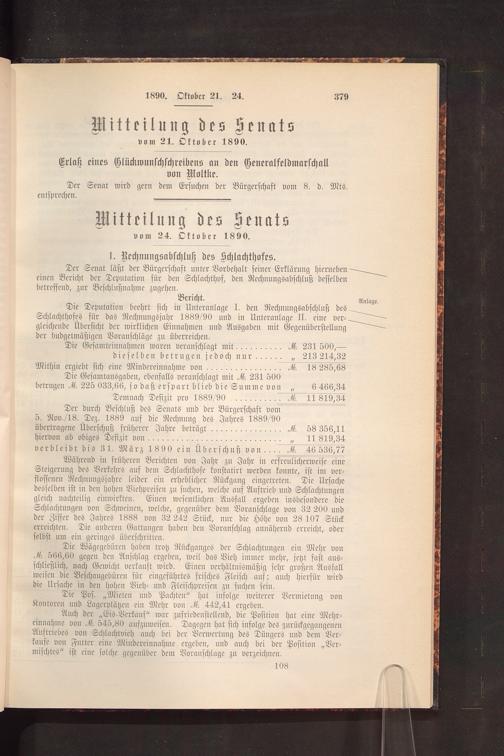 1890. Oktober 21. 24. 379
Mitteilung des Senats
vom 21. Oktober 1890.
Erlaß eines Glückwunschschreibens an den Generalfeldmarschall
von Moltke.
Der Senat wird gern dem Ersuchen der Bürgerschaft vom 8. d. Mts.
entsprechen.
Mitteilung des Senats
vom 24. Oktober 1890.
1. Rechnungsabschluß des Schlachthofes.
Der Senat läßt der Bürgerschaft unter Vorbehalt seiner Erklärung hierneben
einen Bericht der Deputation für den Schlachthof, den Rechnungsabschluß desselben
betreffend, zur Beschlußnahme zugehen.
Anlage.
Bericht.
Die Deputation beehrt sich in Unteranlage I. den Rechnungsabschluß des
Schlachthofes für das Rechnungsjahr 1889/90 und in Unteranlage II. eine ver-
gleichende Übersicht der wirklichen Einnahmen und Ausgaben mit Gegenüberstellung
der budgetmäßigen Voranschläge zu überreichen.
Die Gesamteinnahmen waren veranschlagt mit .......... M. 231 500,—
dieselben betrugen jedoch nur ...... „ 213 214,32
Mithin ergiebt sich eine Mindereinnahme von ................ M. 18 285,68
Die Gesamtausgaben, ebenfalls veranschlagt mit M. 231 500
betrugen M. 225 033,66, so daß erspart blieb die Summe von „ 6 466,34
Demnach Defizit pro 1889/90 .......... M. 11 819,34
Der durch Beschluß des Senats und der Bürgerschaft vom
5. Nov./18. Dez. 1889 auf die Rechnung des Jahres 1889/90
übertragene Überschuß früherer Jahre beträgt ............... M. 58 356,11
hiervon ab obiges Defizit von ........................... „ 11 819,34
verbleibt bis 31. März 1890 ein Überschuß von .... M. 46 536,77
Während in früheren Berichten von Jahr zu Jahr in erfreulicherweise eine
Steigerung des Verkehrs auf dem Schlachthofe konstatiert werden konnte, ist im ver-
flossenen Rechnungsjahre leider ein erheblicher Rückgang eingetreten. Die Ursache
desselben ist in den hohen Viehpreisen zu suchen, welche auf Auftrieb und Schlachtungen
gleich nachteilig einwirkten. Einen wesentlichen Ausfall ergeben insbesondere die
Schlachtungen von Schweinen, welche, gegenüber dem Voranschlage von 32 200 und
der Ziffer des Jahres 1888 von 32 242 Stück, nur die Höhe von 28 107 Stück
erreichten. Die anderen Gattungen haben den Voranschlag annähernd erreicht, oder
selbst um ein geringes überschritten.
Die Wägegebüren haben trotz Rückganges der Schlachtungen ein Mehr von
M. 566,60 gegen den Anschlag ergeben, weil das Vieh immer mehr, jetzt fast aus-
schließlich, nach Gewicht verkauft wird. Einen verhältnismäßig sehr großen Ausfall
weisen die Beschaugebüren für eingeführtes frisches Fleisch auf; auch hierfür wird
die Ursache in den hohen Vieh- und Fleischpreisen zu suchen sein.
Die Pos. „Mieten und Pachten“ hat infolge weiterer Vermietung von
Kontoren und Lagerplätzen ein Mehr von M. 442,41 ergeben.
Auch der „Eis-Verkauf“ war zufriedenstellend, die Position hat eine Mehr-
einnahme von M. 545,80 aufzuweisen. Dagegen hat sich infolge des zurückgegangenen
Auftriebes von Schlachtvieh auch bei der Verwertung des Düngers und dem Ver-
kaufe von Futter eine Mindereinnahme ergeben, und auch bei der Position „Ver-
mischtes“ ist eine solche gegenüber dem Voranschlage zu verzeichnen.
108